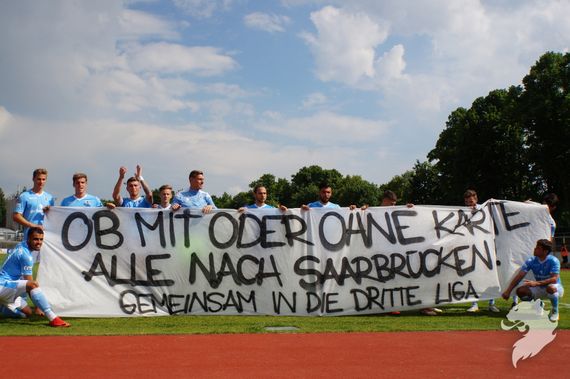 OB MIT ODER OHNE KARTE
ALLE NACH SAARBRÜCKEN.
GEMEINSAM IN DIE DRITTE LIGA